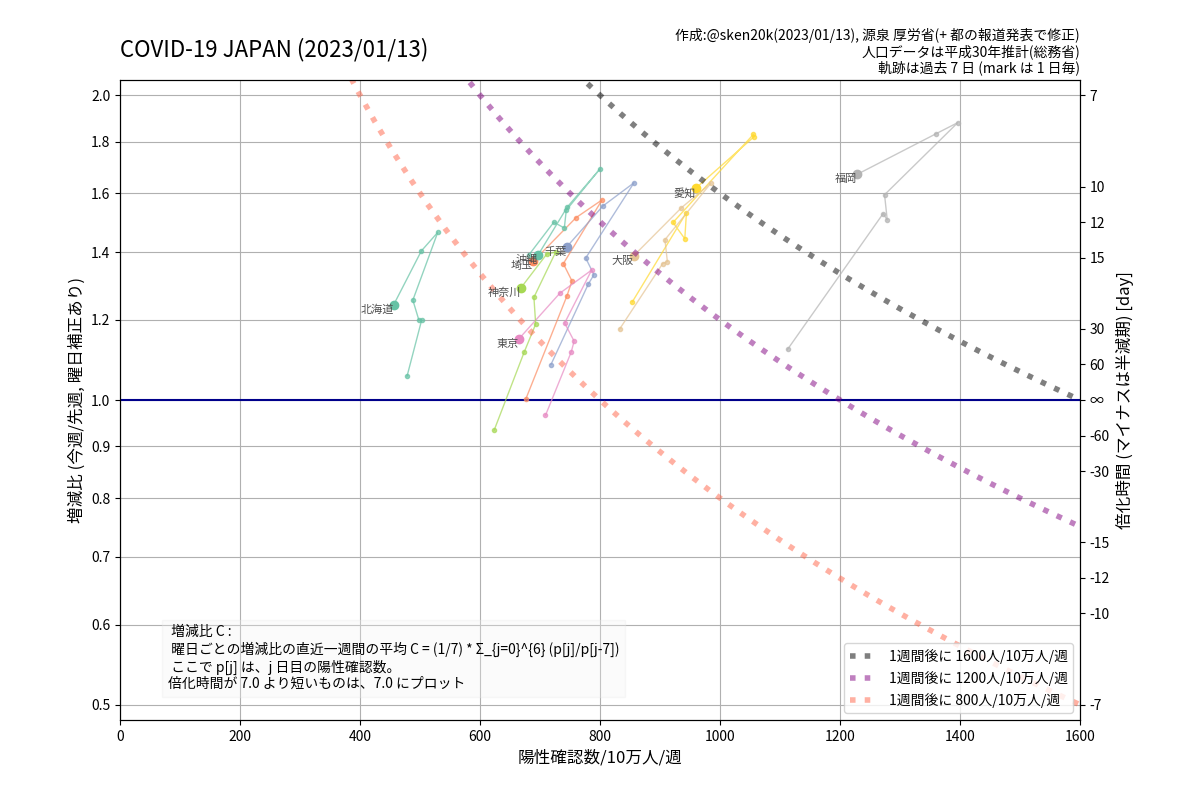 COVID-19 JAPAN (2023/01/13)
作成:@sken20k(2023/01/13), 源泉 厚労省(+ 都の報道発表で修正)
人口データは平成30年推計(総務省)
軌跡は過去 7 日 (mark は 1 日毎)
増減比 (今週/先週, 曜日補正あり)
2.0
1.8
1.6
1.4
1.2
1.0
0.9
0.8
0.7
0.6
0.5
福岡
愛知
大阪
千葉
沖縄
埼玉
神奈川
北海道
東京
7
10
12
15
30
60
∞
-60
-30
-15
-12
-10
-7
倍化時間 (マイナスは半減期) [day]
増減比 C :
曜日ごとの増減比の直近一週間の平均 C = (1/7) * Σ_{j=0}^{6} (p[j]/p[j-7])
ここで p[j] は、j 日目の陽性確認数。
倍化時間が 7.0 より短いものは、7.0 にプロット
1週間後に 1600人/10万人/週
1週間後に 1200人/10万人/週
1週間後に 800人/10万人/週
0
200
400
600
800
1000
1200
1400
1600
陽性確認数/10万人/週